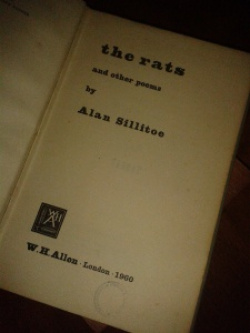 the rats
and other poems
by
Alan Sillitoe
W.H.Allen · London · 1960